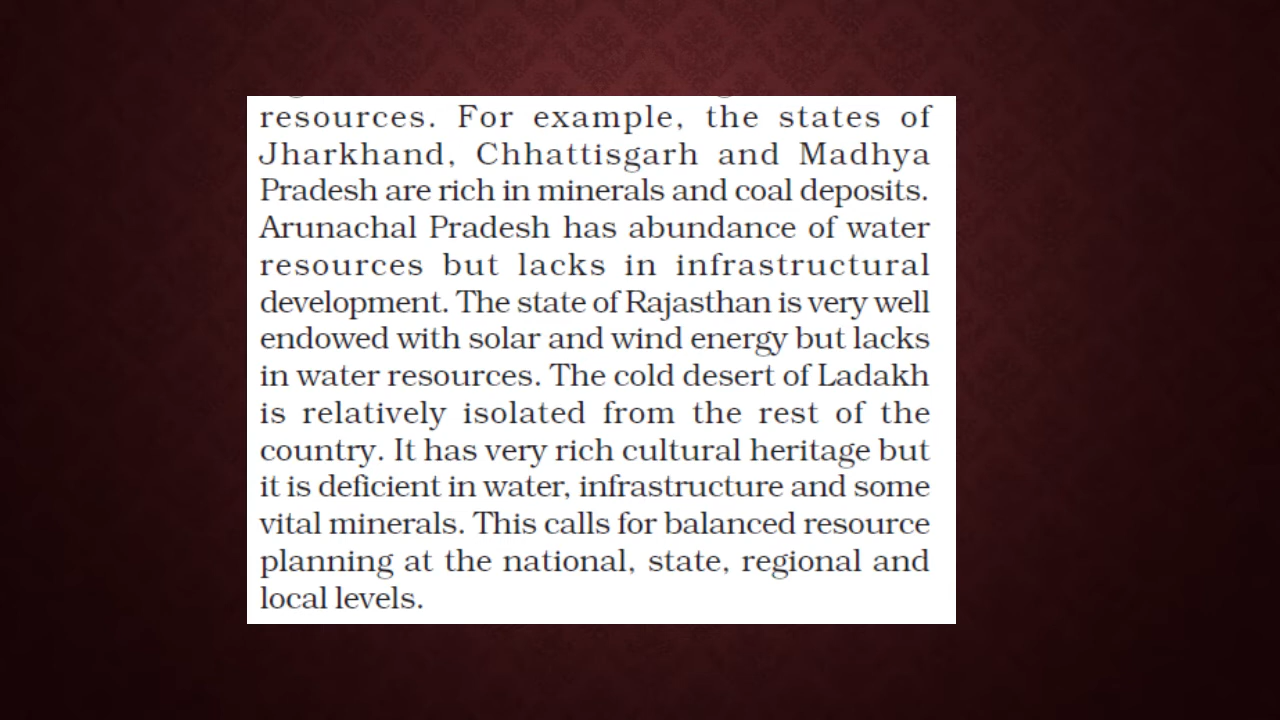 resources. For example, the states of
Jharkhand, Chhattisgarh and Madhya
Pradesh are rich in minerals and coal deposits.
Arunachal Pradesh has abundance of water
resources but lacks in infrastructural
development. The state of Rajasthan is very well
endowed with solar and wind energy but lacks
in water resources. The cold desert of Ladakh
is relatively isolated from the rest of the
country. It has very rich cultural heritage but
it is deficient in water, infrastructure and some
vital minerals. This calls for balanced resource
planning at the national, state, regional and
local levels.